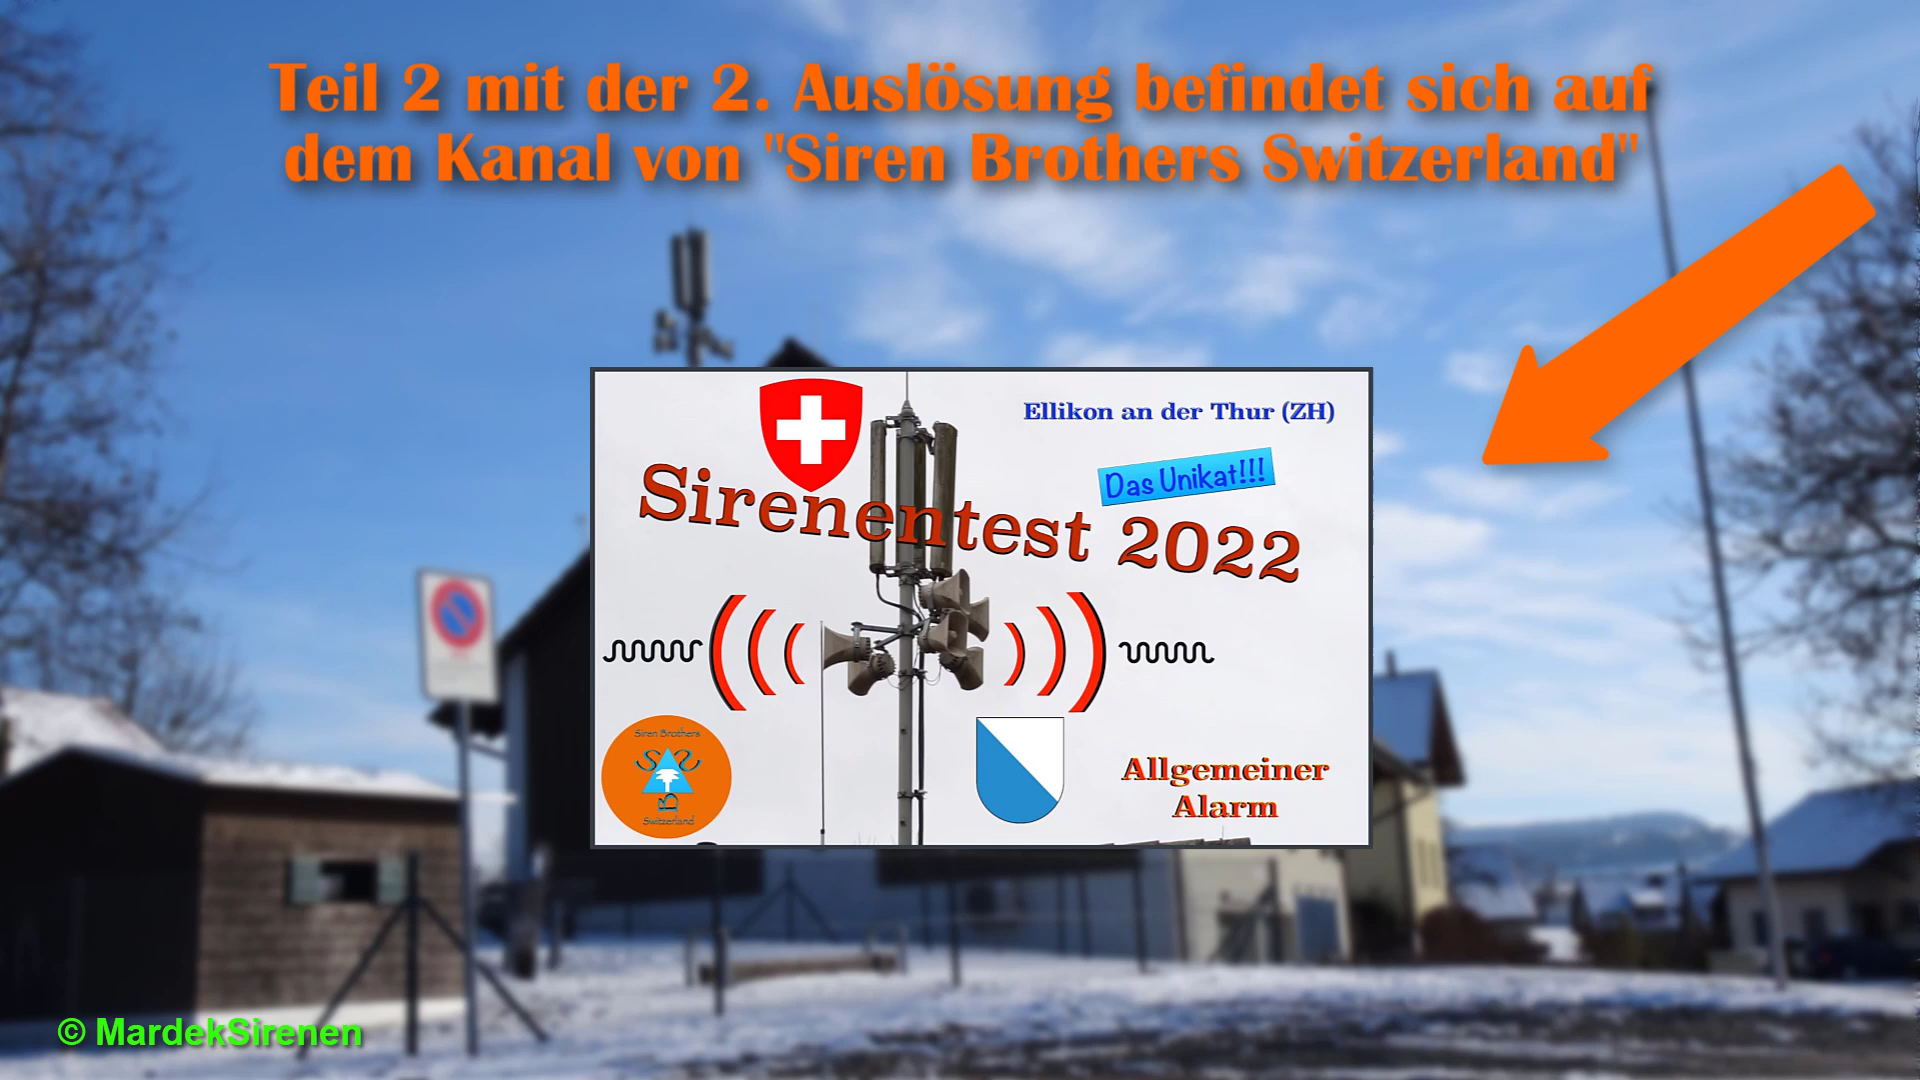 Teil 2 mit der 2. Auslösung befindet sich auf
dem Kanal von "Siren Brothers Switzerland"
Ellikon an der Thur (ZH)
Das Unikat!!!
Sirenentest 2022
Siren Brothers
SBS
Switzerland
Allgemeiner
Alarm
© MardekSirenen